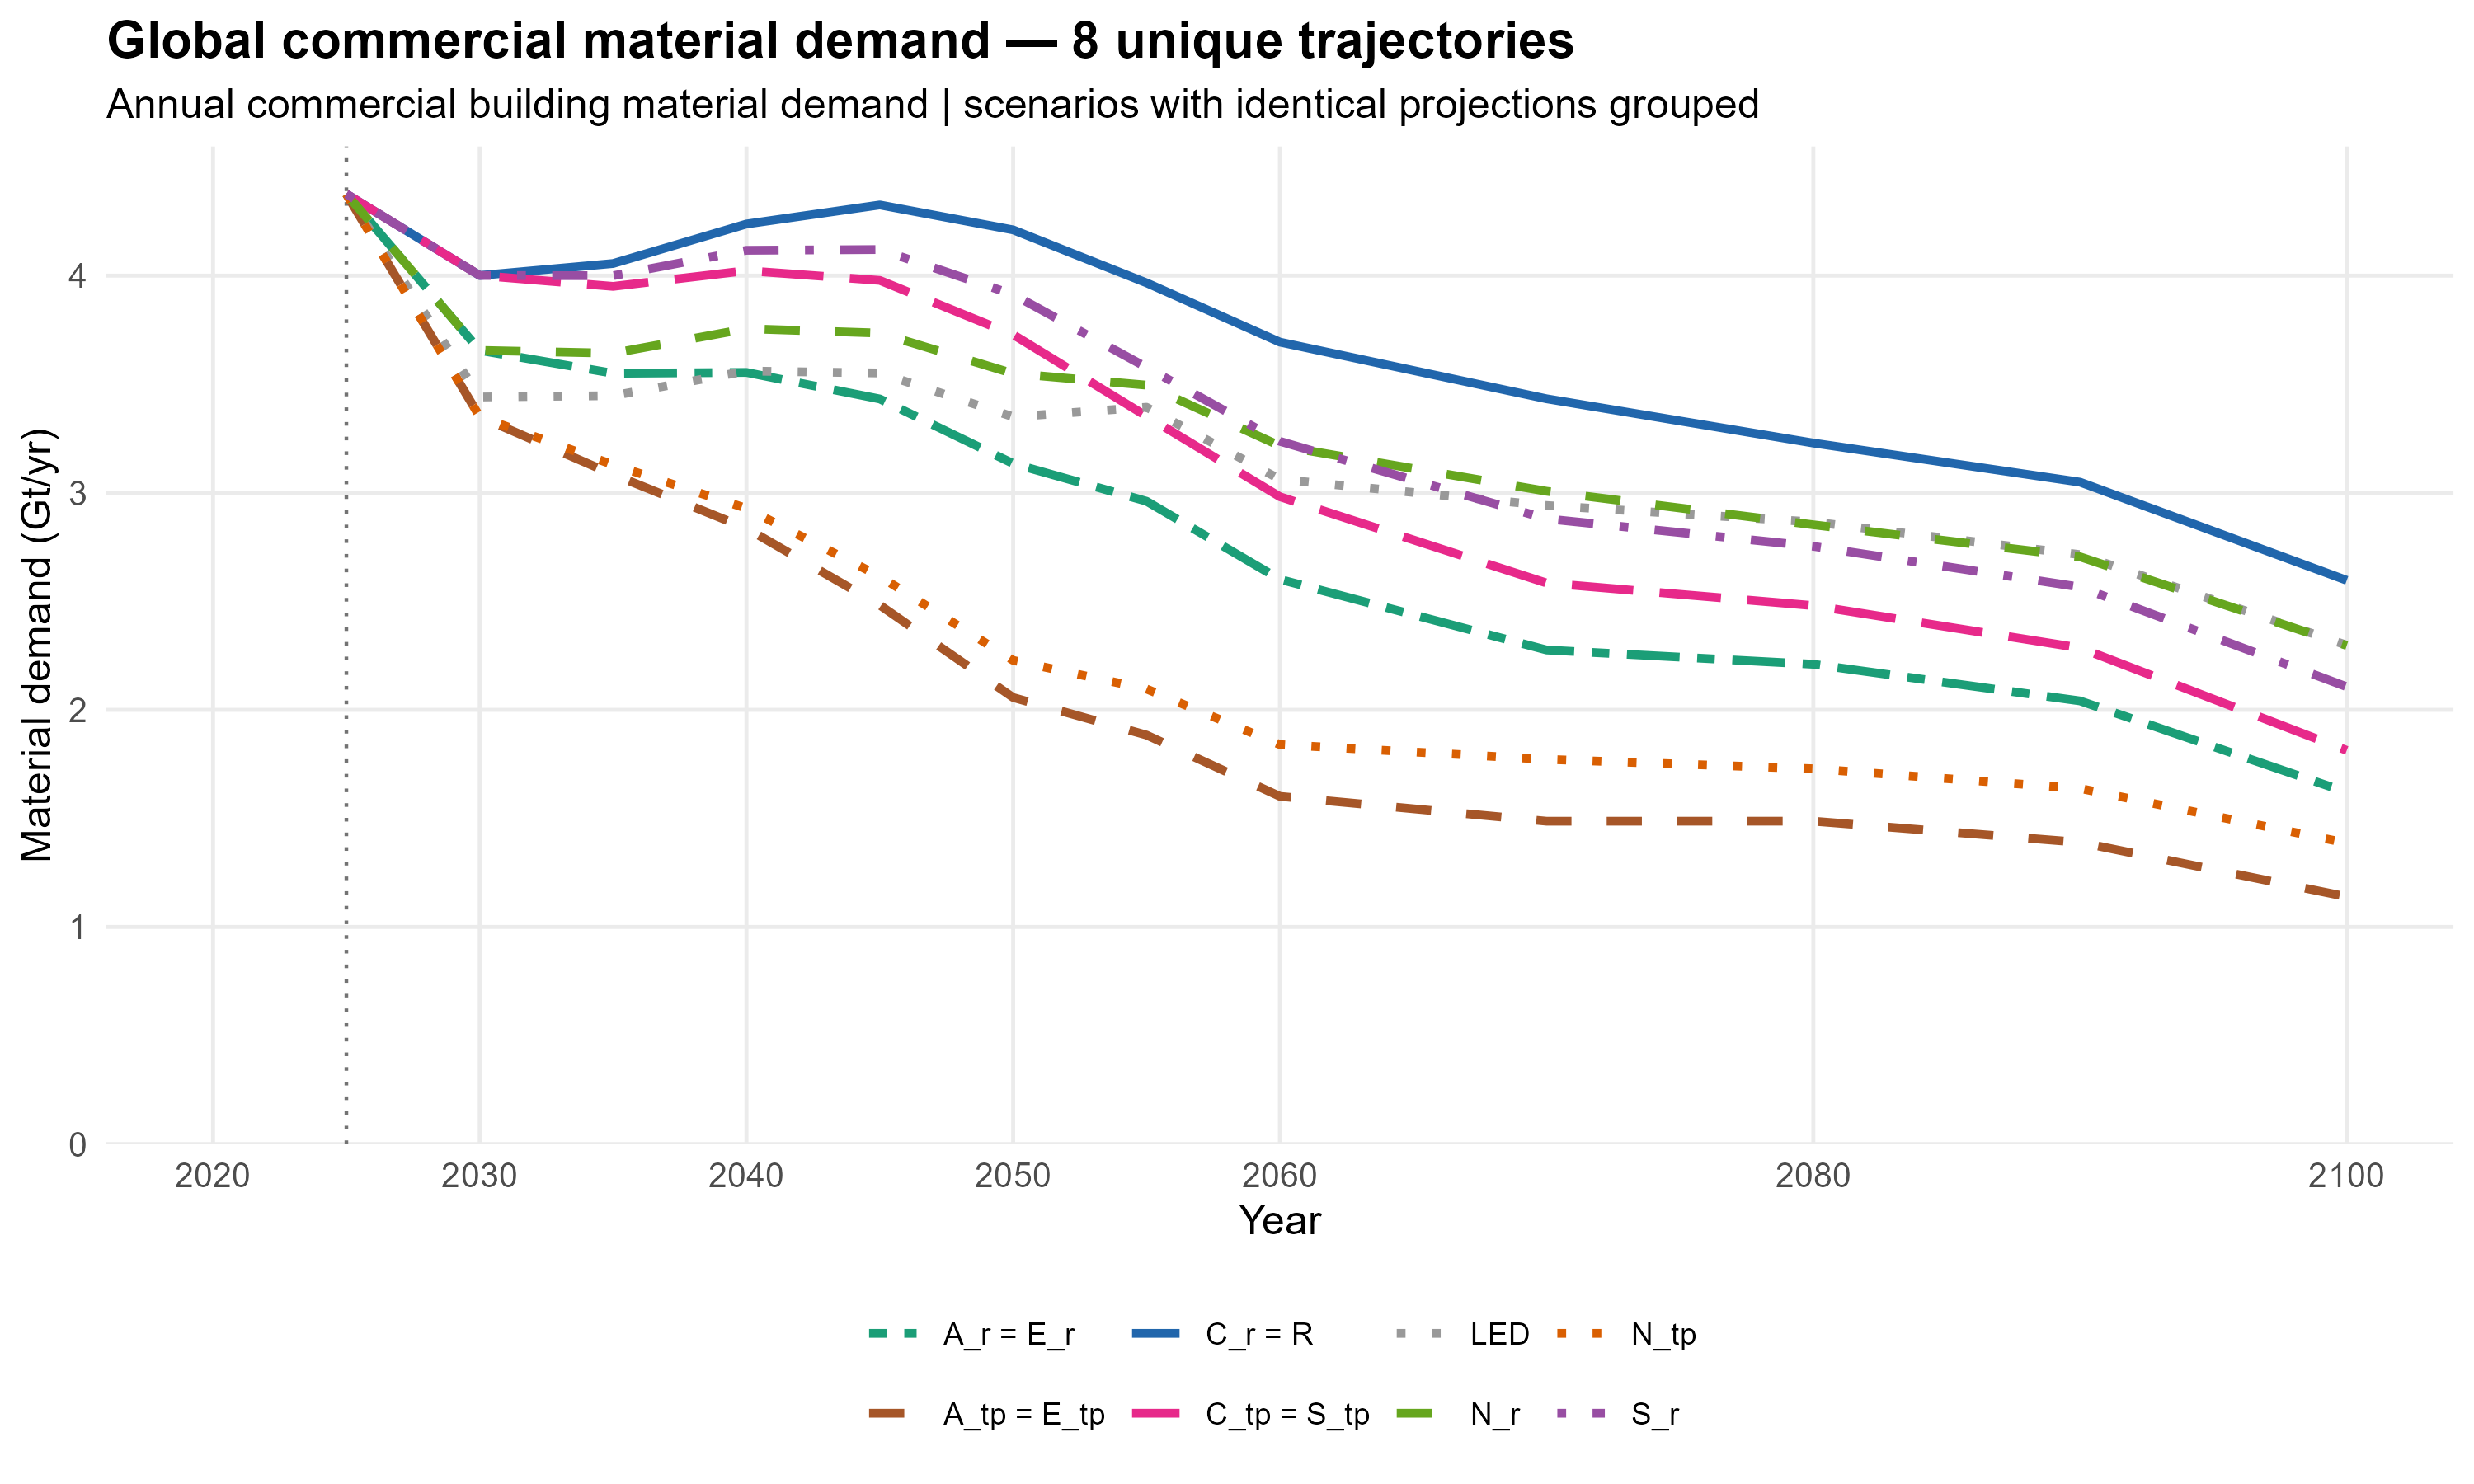 Global commercial material demand — 8 unique trajectories
Annual commercial building material demand | scenarios with identical projections grouped
Material demand (Gt/yr)
4
3
2
1
0
2020 2030 2040 2050 2060 2080 2100
Year
A_r = E_r C_r = R LED N_tp
A_tp = E_tp C_tp = S_tp N_r S_r